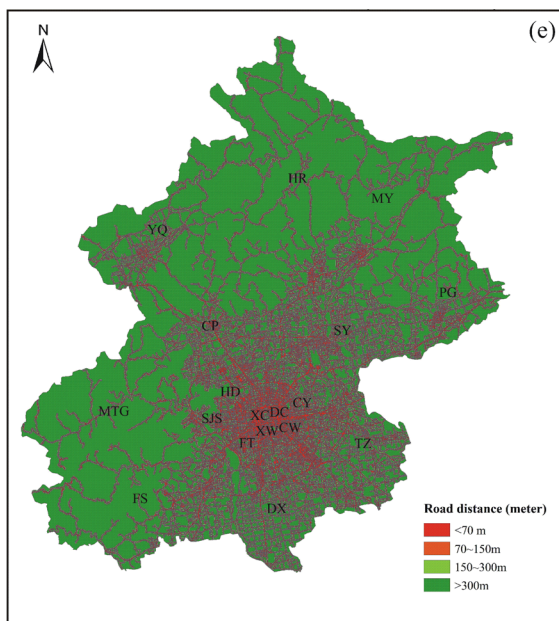 (e)
N
HR
MY
YQ
PG
CP
SY
HD
CY
MTG
SJS
XC
DC
XW
CW
FT
TZ
FS
DX
Road distance (meter)
<70 m
70~150m
150~300m
>300m